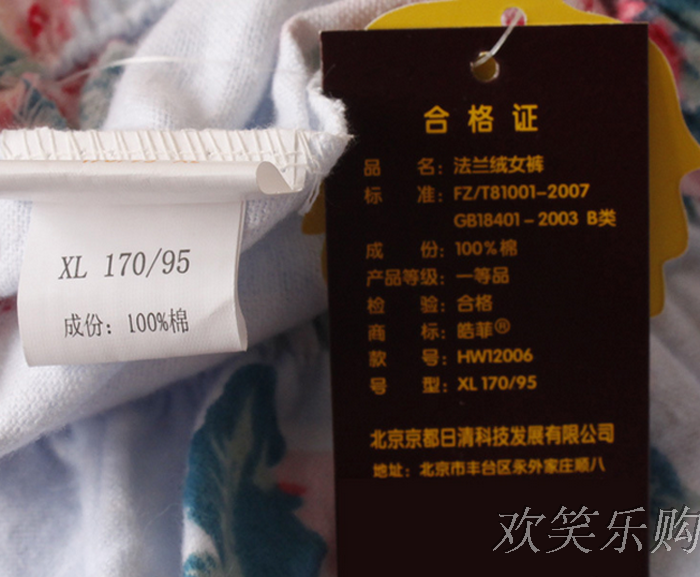 合格证
品 名：法兰绒女裤
标 准：FZ/T81001-2007
GB18401-2003 B类
成 份：100%棉
产品等级：一等品
检 验：合格
商 标：皓菲®
款 号：HW12006
号 型：XL 170/95
北京京都日清科技发展有限公司
地址：北京市丰台区永外家庄顺八
XL 170/95
成份：100%棉
欢笑乐购